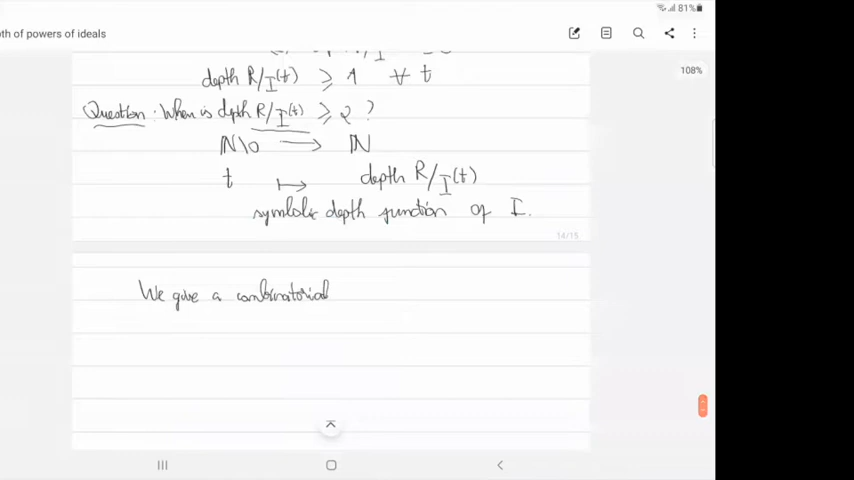 81%
pth of powers of ideals
108%
depth R/I(t) ⩾ 1 ∀ t
Question: When is depth R/I(t) ⩾ 2 ?
ℕ\0 → ℕ
t ↦ depth R/I(t)
symbolic depth function of I.
14/15
We give a combinatorial